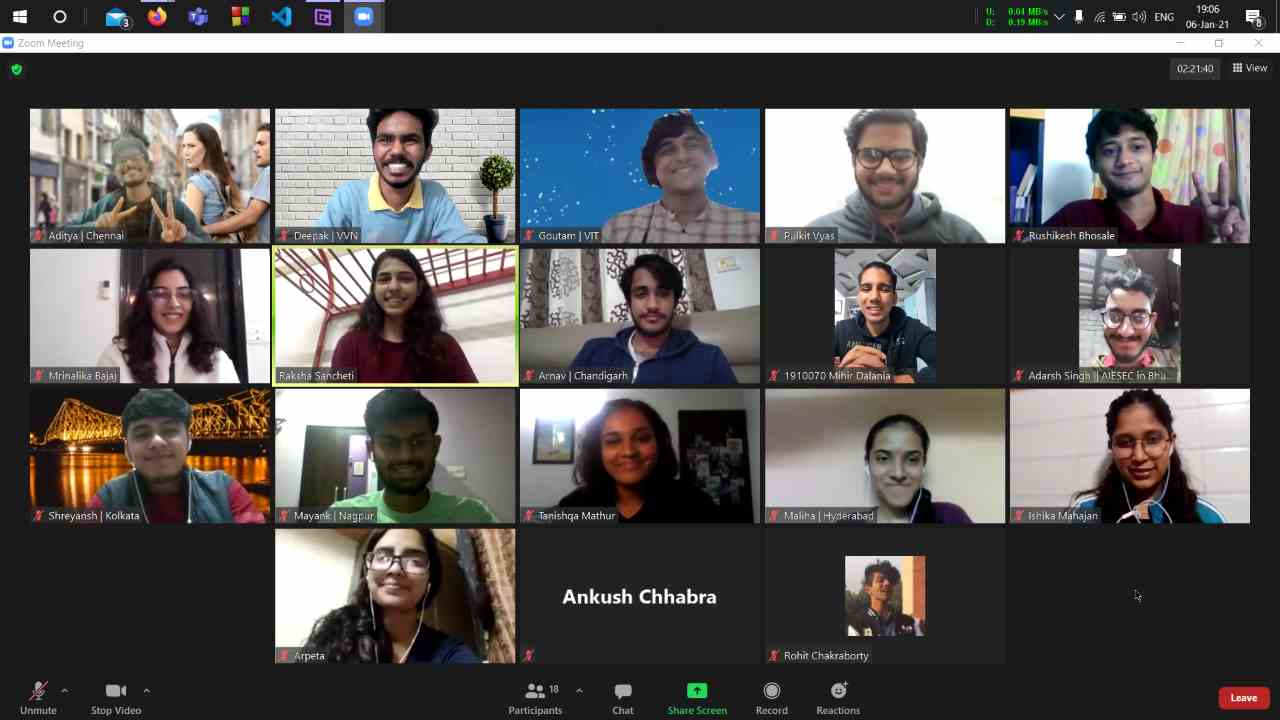 3
U: 0.04 MB/s
D: 0.19 MB/s
ENG
19:06
06-Jan-21
8
Zoom Meeting
02:21:40
View
Aditya | Chennai
Deepak | VVN
Goutam | VIT
Pulkit Vyas
Rushikesh Bhosale
Mrinalika Bajaj
Raksha Sancheti
Arnav | Chandigarh
1910070 Mihir Dalania
Adarsh Singh || AIESEC in Bhu...
Shreyansh | Kolkata
Mayank | Nagpur
Tanishqa Mathur
Maliha | Hyderabad
Ishika Mahajan
Arpeta
Ankush Chhabra
Rohit Chakraborty
Unmute
Stop Video
Participants
18
Chat
Share Screen
Record
Reactions
Leave